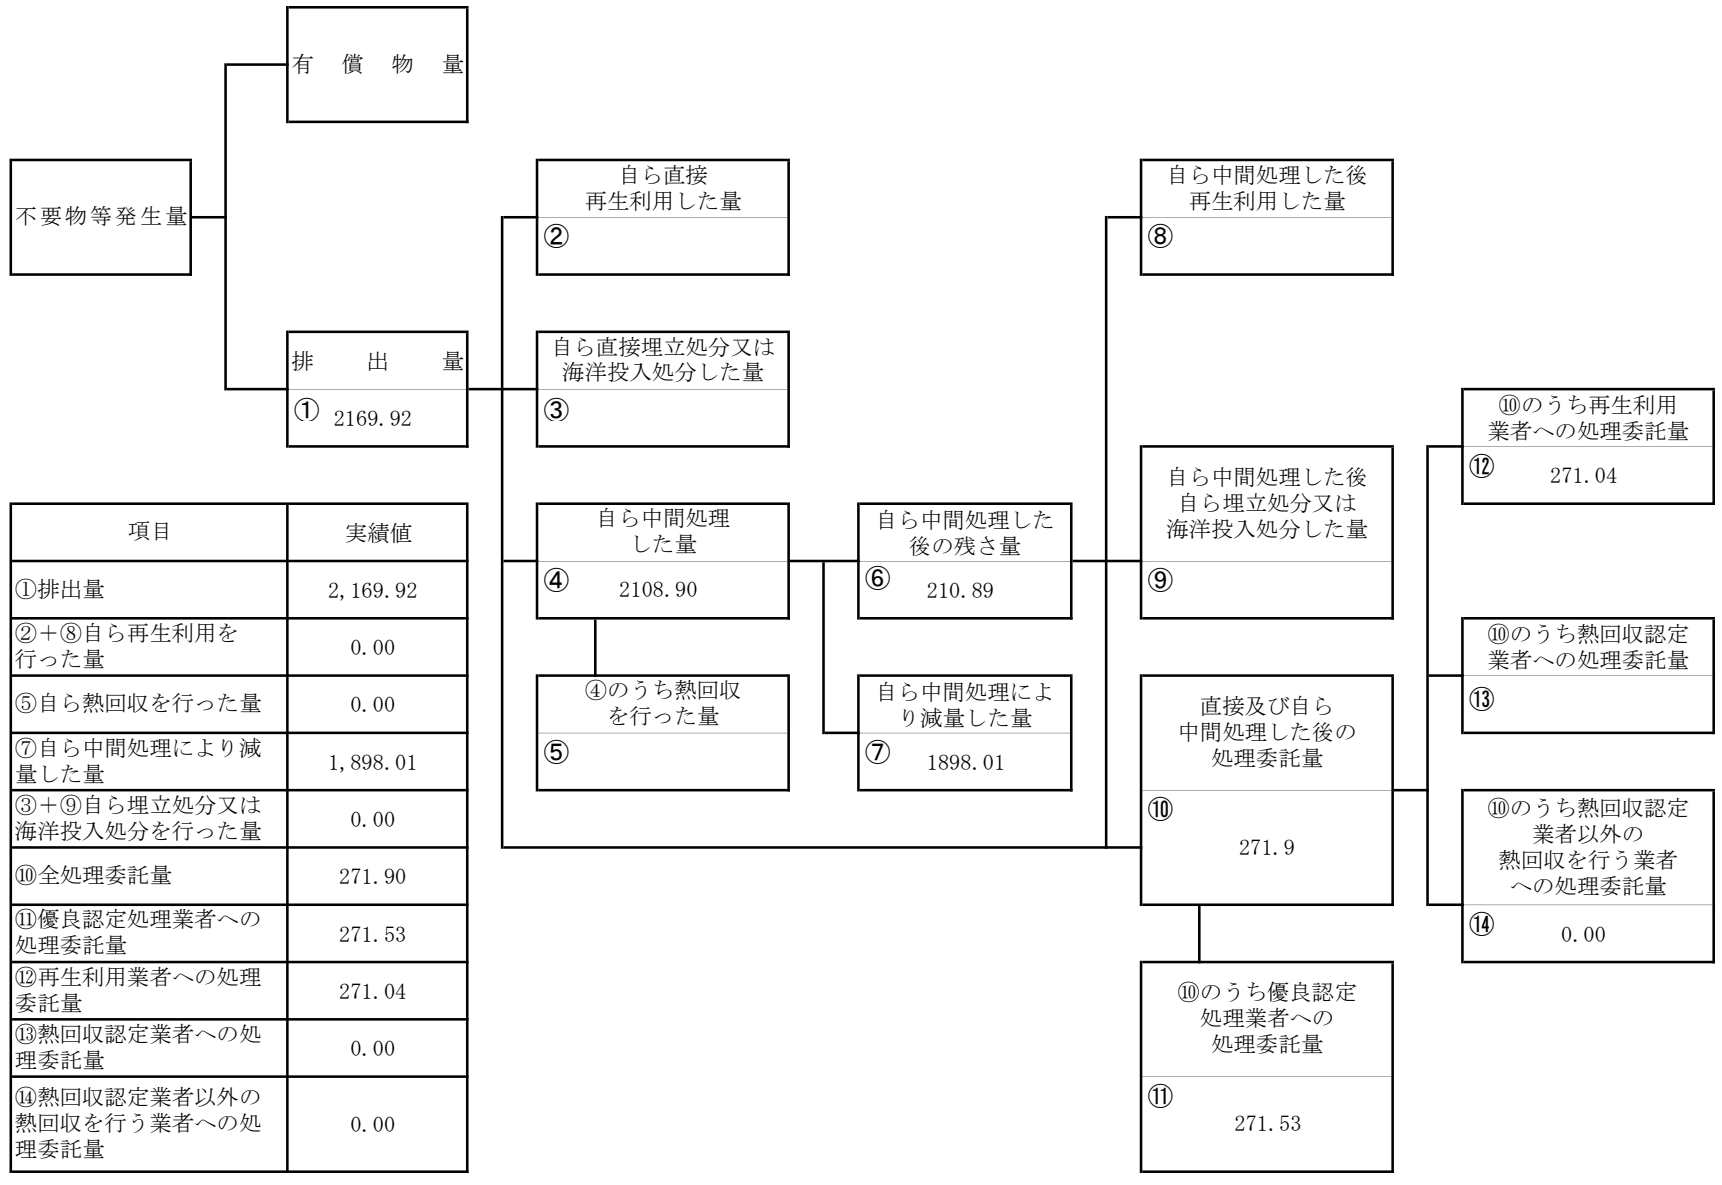 有償物量
不要物等発生量
排出量
① 2169.92
自ら直接
再生利用した量
②
自ら直接埋立処分又は
海洋投入処分した量
③
自ら中間処理
した量
④ 2108.90
④のうち熱回収
を行った量
⑤
自ら中間処理した
後の残さ量
⑥ 210.89
自ら中間処理によ
り減量した量
⑦ 1898.01
自ら中間処理した後
再生利用した量
⑧
自ら中間処理した後
自ら埋立処分又は
海洋投入処分した量
⑨
直接及び自ら
中間処理した後の
処理委託量
⑩
271.9
⑩のうち優良認定
処理業者への
処理委託量
⑪
271.53
⑩のうち再生利用
業者への処理委託量
⑫ 271.04
⑩のうち熱回収認定
業者への処理委託量
⑬
⑩のうち熱回収認定
業者以外の
熱回収を行う業者
への処理委託量
⑭ 0.00
項目 実績値
①排出量 2,169.92
②＋⑧自ら再生利用を
行った量 0.00
⑤自ら熱回収を行った量 0.00
⑦自ら中間処理により減
量した量 1,898.01
③＋⑨自ら埋立処分又は
海洋投入処分を行った量 0.00
⑩全処理委託量 271.90
⑪優良認定処理業者への
処理委託量 271.53
⑫再生利用業者への処理
委託量 271.04
⑬熱回収認定業者への処
理委託量 0.00
⑭熱回収認定業者以外の
熱回収を行う業者への処
理委託量 0.00